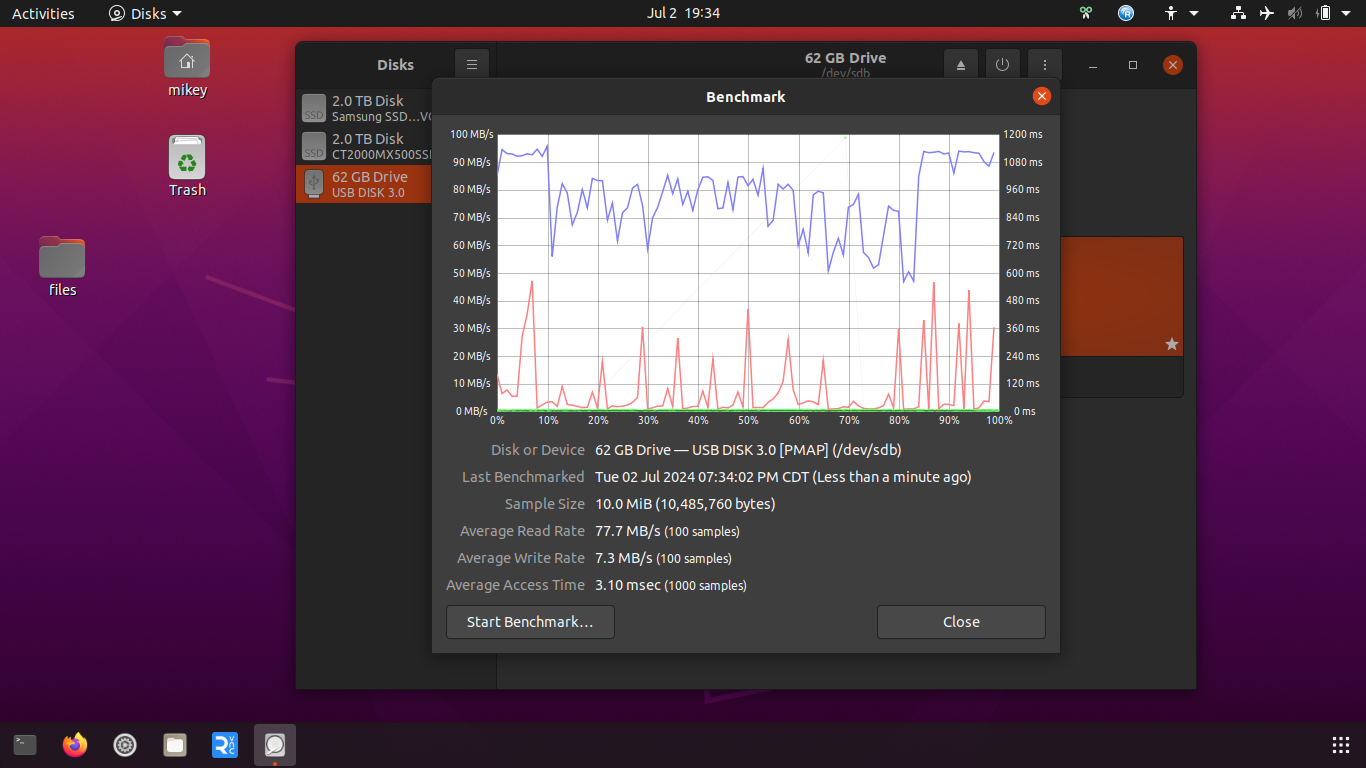 Activities
Disks
Jul 2 19:34
mikey
Trash
files
Disks
62 GB Drive
/dev/sdb
2.0 TB Disk
Samsung SSD…VO
SSD
2.0 TB Disk
CT2000MX500SSD
SSD
62 GB Drive
USB DISK 3.0
Benchmark
100 MB/s
90 MB/s
80 MB/s
70 MB/s
60 MB/s
50 MB/s
40 MB/s
30 MB/s
20 MB/s
10 MB/s
0 MB/s
1200 ms
1080 ms
960 ms
840 ms
720 ms
600 ms
480 ms
360 ms
240 ms
120 ms
0 ms
0% 10% 20% 30% 40% 50% 60% 70% 80% 90% 100%
Disk or Device 62 GB Drive — USB DISK 3.0 [PMAP] (/dev/sdb)
Last Benchmarked Tue 02 Jul 2024 07:34:02 PM CDT (Less than a minute ago)
Sample Size 10.0 MiB (10,485,760 bytes)
Average Read Rate 77.7 MB/s (100 samples)
Average Write Rate 7.3 MB/s (100 samples)
Average Access Time 3.10 msec (1000 samples)
Start Benchmark…
Close